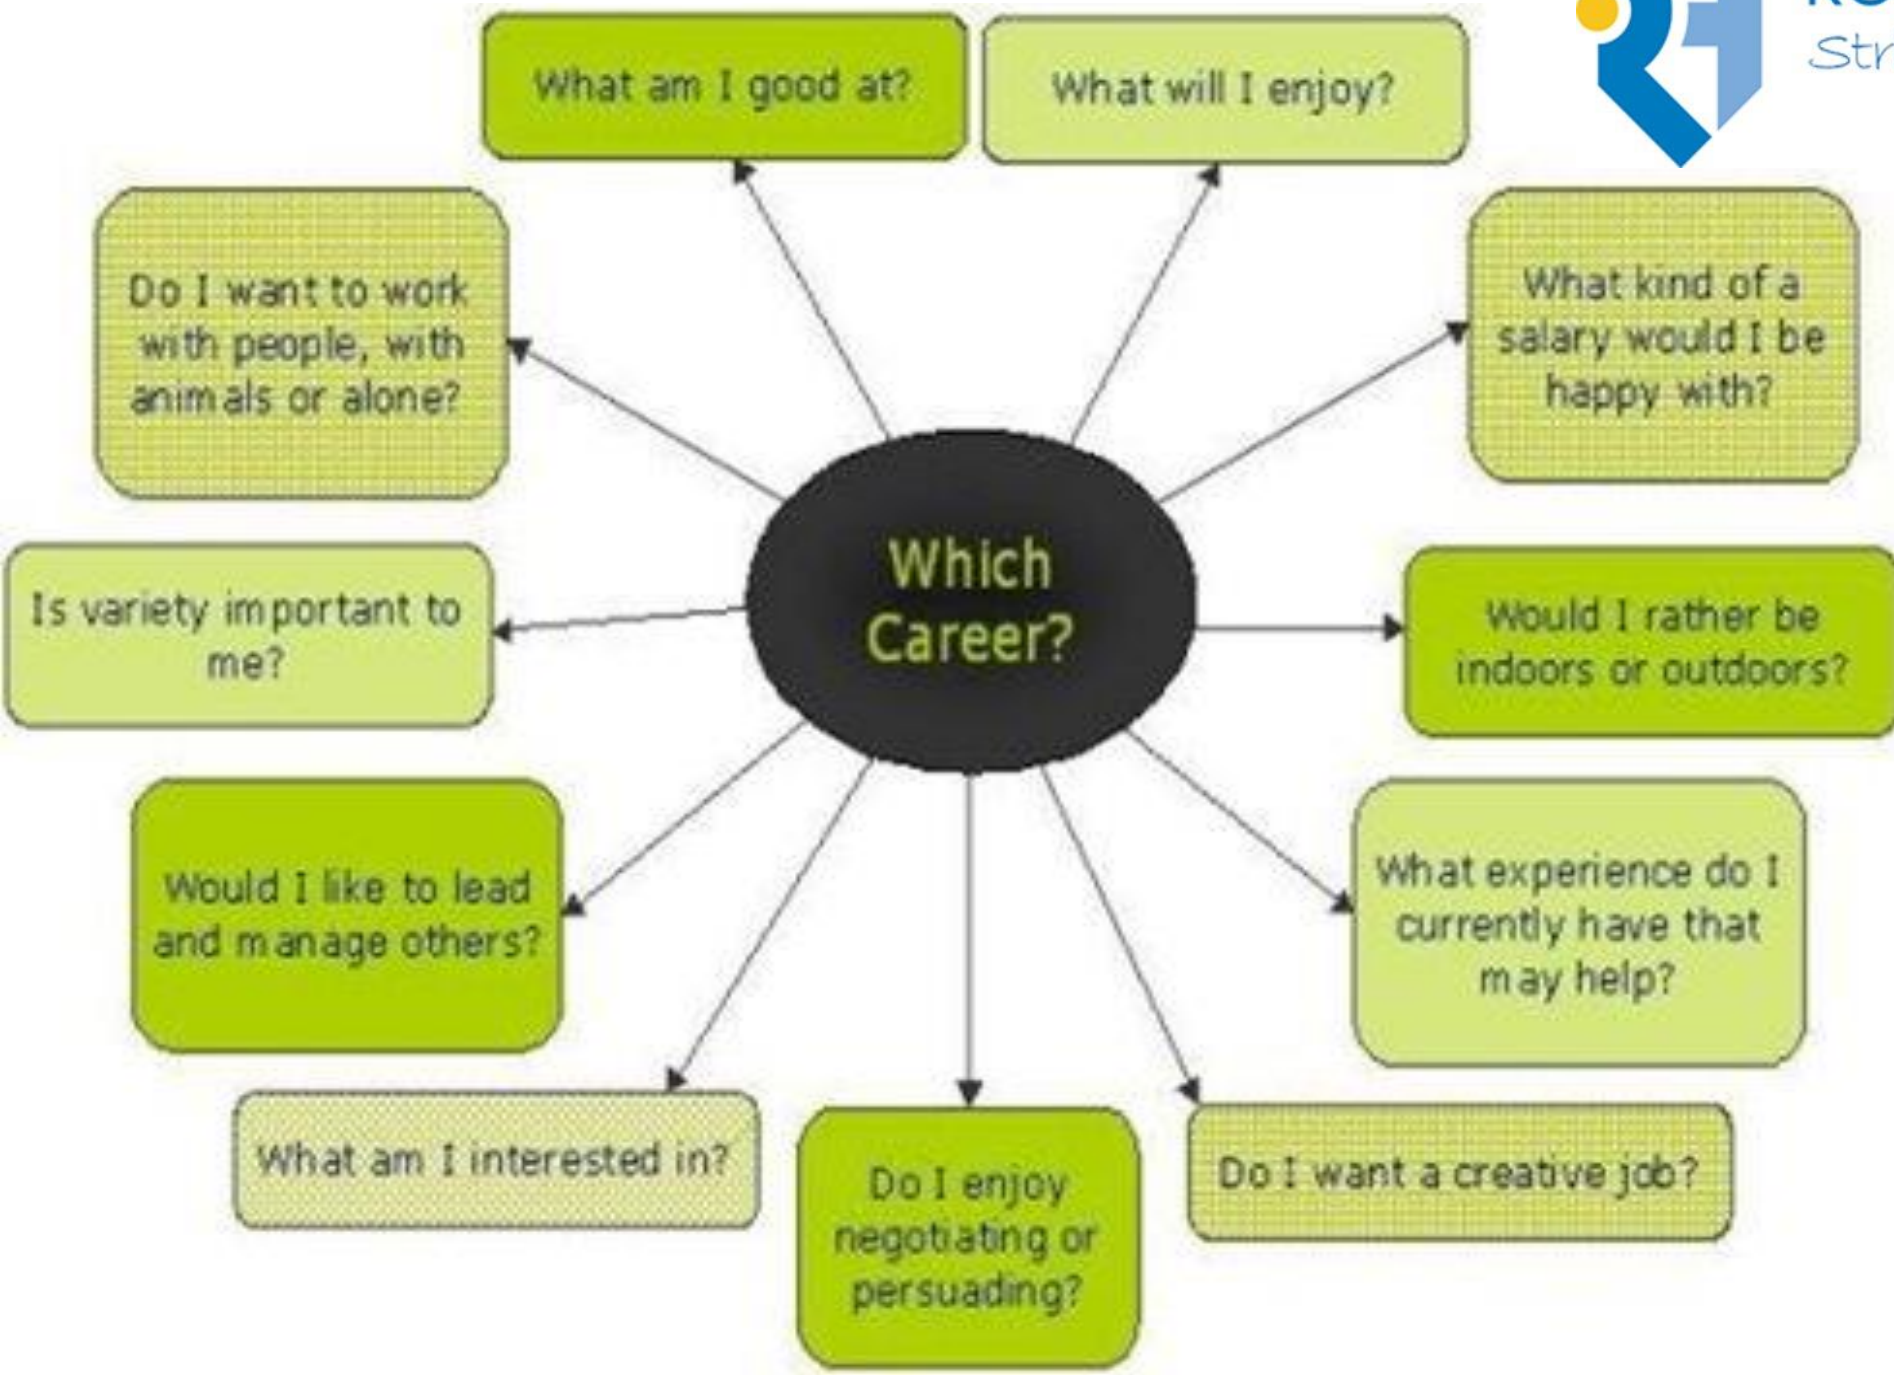 What am I good at?
What will I enjoy?
Do I want to work
with people, with
animals or alone?
What kind of a
salary would I be
happy with?
Which
Career?
Is variety important to
me?
Would I rather be
indoors or outdoors?
Would I like to lead
and manage others?
What experience do I
currently have that
may help?
What am I interested in?
Do I enjoy
negotiating or
persuading?
Do I want a creative job?